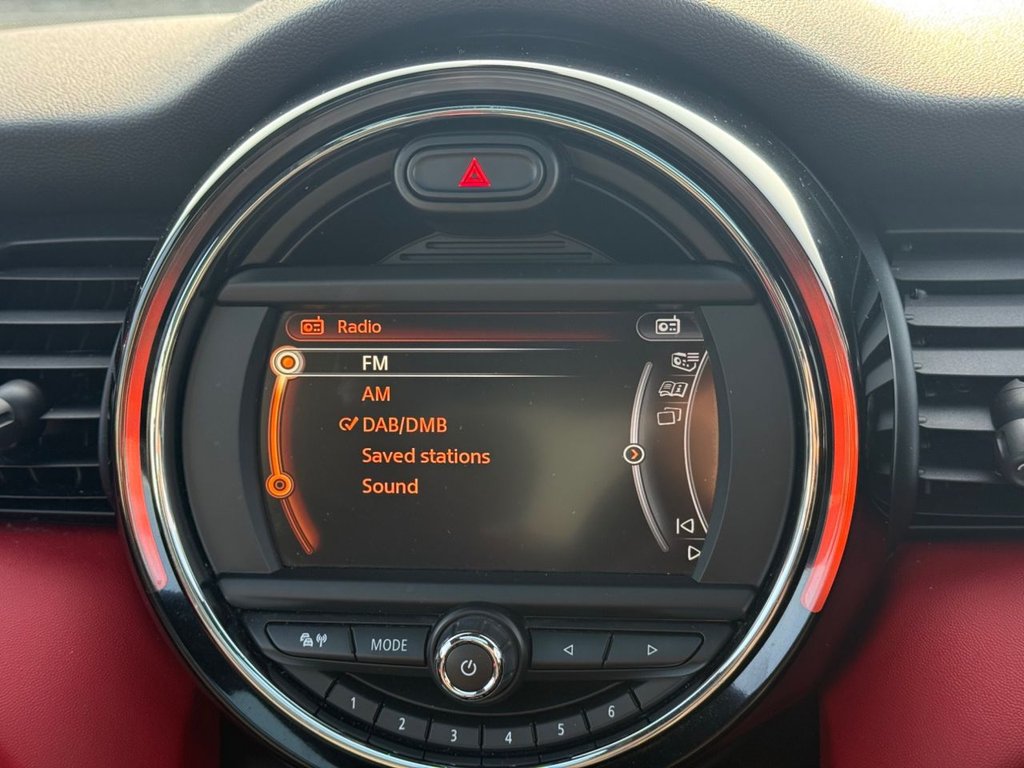 Radio
FM
AM
DAB/DMB
Saved stations
Sound
MODE
1 2 3 4 5 6